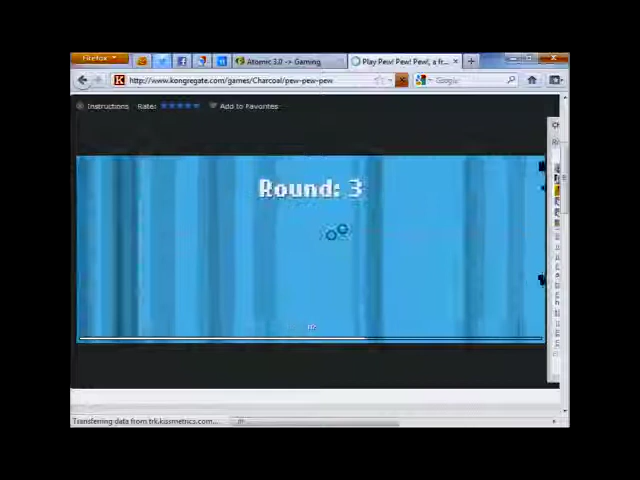 Firefox
Atomic 3.0 -> Gaming
Play Pew! Pew! Pew!, a fr...
http://www.kongregate.com/games/Charcoal/pew-pew-pew
Google
Instructions
Rate:
Add to Favorites
Round: 3
Transferring data from trk.kissmetrics.com...